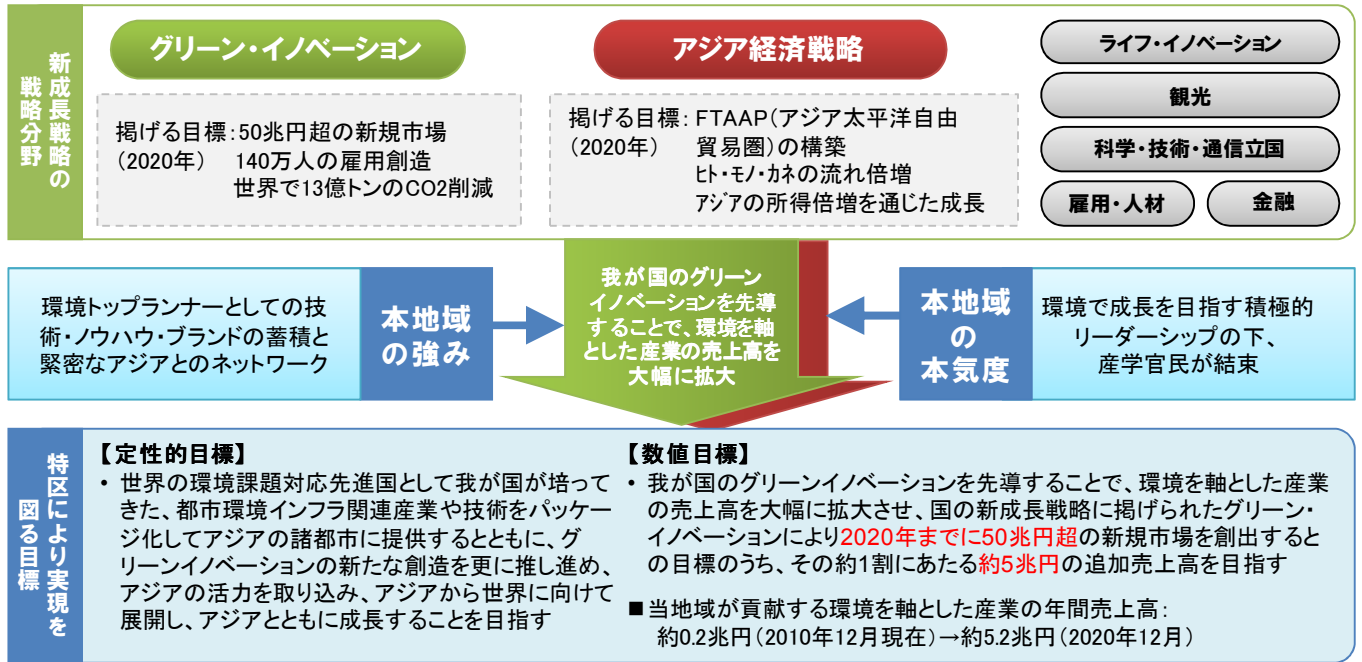 新成長戦略の
戦略分野
グリーン・イノベーション
掲げる目標:50兆円超の新規市場
(2020年) 140万人の雇用創造
世界で13億トンのCO2削減
アジア経済戦略
掲げる目標: FTAAP(アジア太平洋自由
(2020年) 貿易圏)の構築
ヒト・モノ・カネの流れ倍増
アジアの所得倍増を通じた成長
ライフ・イノベーション
観光
科学・技術・通信立国
雇用・人材
金融
環境トップランナーとしての技
術・ノウハウ・ブランドの蓄積と
緊密なアジアとのネットワーク
本地域
の強み
我が国のグリーン
イノベーションを先導
することで、環境を軸
とした産業の売上高を
大幅に拡大
本地域
の
本気度
環境で成長を目指す積極的
リーダーシップの下、
産学官民が結束
特区により実現を
図る目標
【定性的目標】
• 世界の環境課題対応先進国として我が国が培って
きた、都市環境インフラ関連産業や技術をパッケー
ジ化してアジアの諸都市に提供するとともに、グ
リーンイノベーションの新たな創造を更に推し進め、
アジアの活力を取り込み、アジアから世界に向けて
展開し、アジアとともに成長することを目指す
【数値目標】
• 我が国のグリーンイノベーションを先導することで、環境を軸とした産業
の売上高を大幅に拡大させ、国の新成長戦略に掲げられたグリーン・
イノベーションにより2020年までに50兆円超の新規市場を創出すると
の目標のうち、その約1割にあたる約5兆円の追加売上高を目指す
■当地域が貢献する環境を軸とした産業の年間売上高:
約0.2兆円(2010年12月現在)→約5.2兆円(2020年12月)